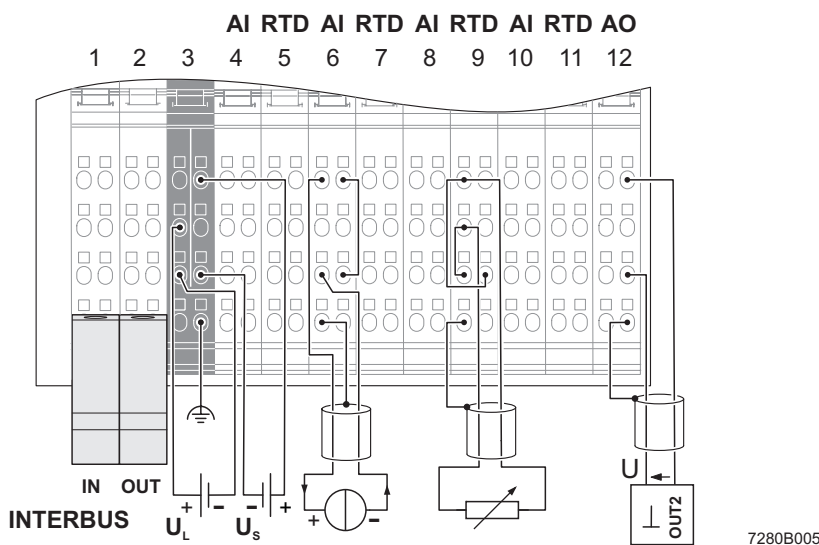 AI RTD AI RTD AI RTD AI RTD AO
1 2 3 4 5 6 7 8 9 10 11 12
IN OUT
INTERBUS
+ -
U_L
- +
U_S
+ -
U
OUT2
7280B005